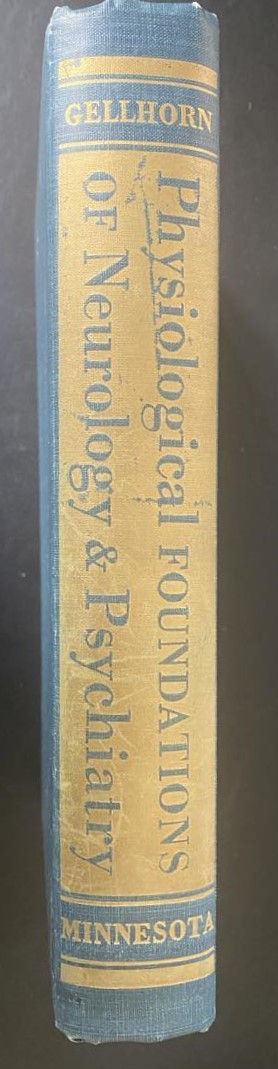 GELLHORN
Physiological FOUNDATIONS
OF Neurology & Psychiatry
MINNESOTA